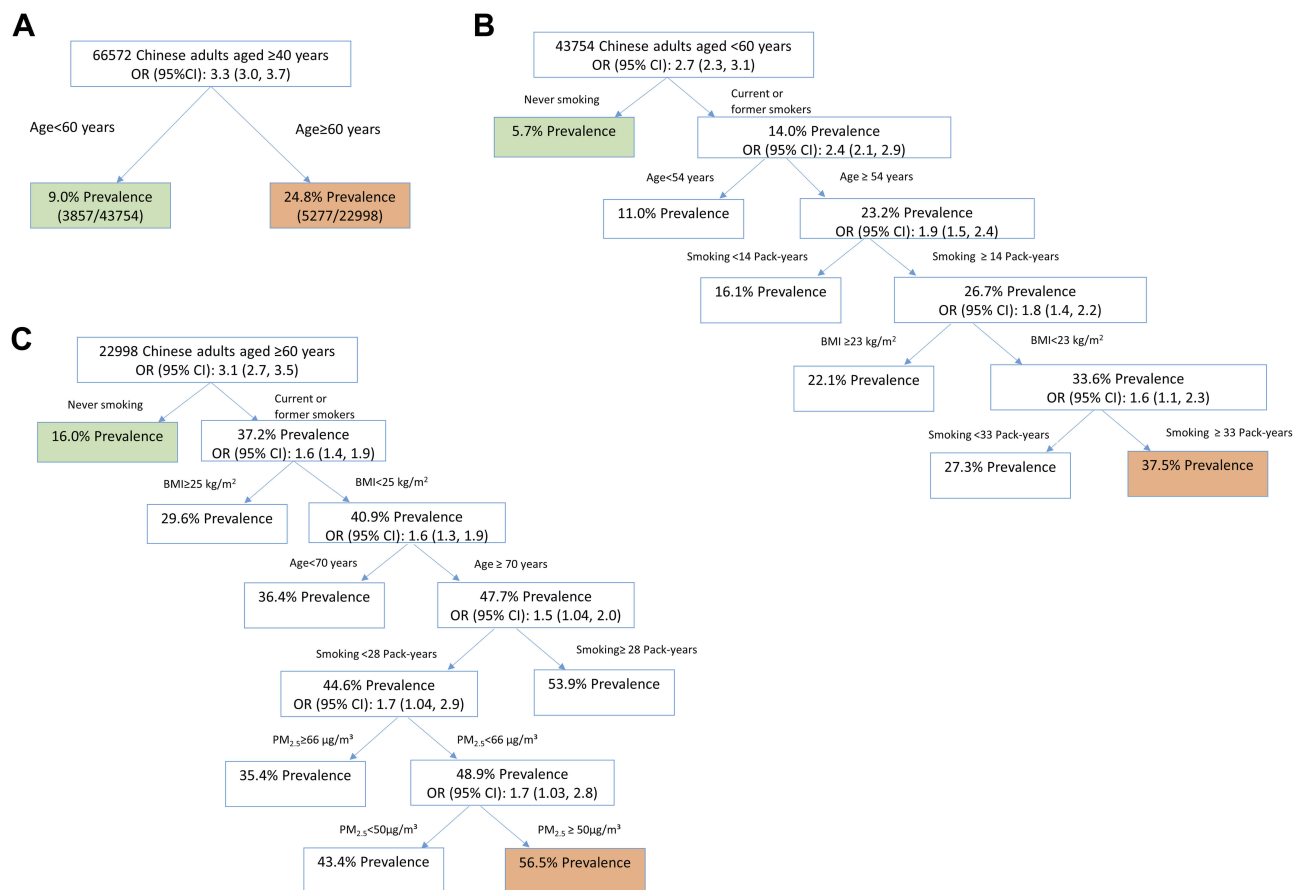 A
66572 Chinese adults aged ≥40 years
OR (95%CI): 3.3 (3.0, 3.7)
Age<60 years
Age≥60 years
9.0% Prevalence
(3857/43754)
24.8% Prevalence
(5277/22998)
B
43754 Chinese adults aged <60 years
OR (95% CI): 2.7 (2.3, 3.1)
Never smoking
Current or
former smokers
5.7% Prevalence
14.0% Prevalence
OR (95% CI): 2.4 (2.1, 2.9)
Age<54 years
Age ≥ 54 years
11.0% Prevalence
23.2% Prevalence
OR (95% CI): 1.9 (1.5, 2.4)
Smoking <14 Pack-years
Smoking ≥ 14 Pack-years
16.1% Prevalence
26.7% Prevalence
OR (95% CI): 1.8 (1.4, 2.2)
BMI ≥23 kg/m²
BMI<23 kg/m²
22.1% Prevalence
33.6% Prevalence
OR (95% CI): 1.6 (1.1, 2.3)
Smoking <33 Pack-years
Smoking ≥ 33 Pack-years
27.3% Prevalence
37.5% Prevalence
C
22998 Chinese adults aged ≥60 years
OR (95% CI): 3.1 (2.7, 3.5)
Never smoking
Current or
former smokers
16.0% Prevalence
37.2% Prevalence
OR (95% CI): 1.6 (1.4, 1.9)
BMI≥25 kg/m²
BMI<25 kg/m²
29.6% Prevalence
40.9% Prevalence
OR (95% CI): 1.6 (1.3, 1.9)
Age<70 years
Age ≥ 70 years
36.4% Prevalence
47.7% Prevalence
OR (95% CI): 1.5 (1.04, 2.0)
Smoking <28 Pack-years
Smoking≥ 28 Pack-years
44.6% Prevalence
OR (95% CI): 1.7 (1.04, 2.9)
53.9% Prevalence
PM₂.₅≥66 μg/m³
PM₂.₅<66 μg/m³
35.4% Prevalence
48.9% Prevalence
OR (95% CI): 1.7 (1.03, 2.8)
PM₂.₅<50μg/m³
PM₂.₅ ≥ 50μg/m³
43.4% Prevalence
56.5% Prevalence